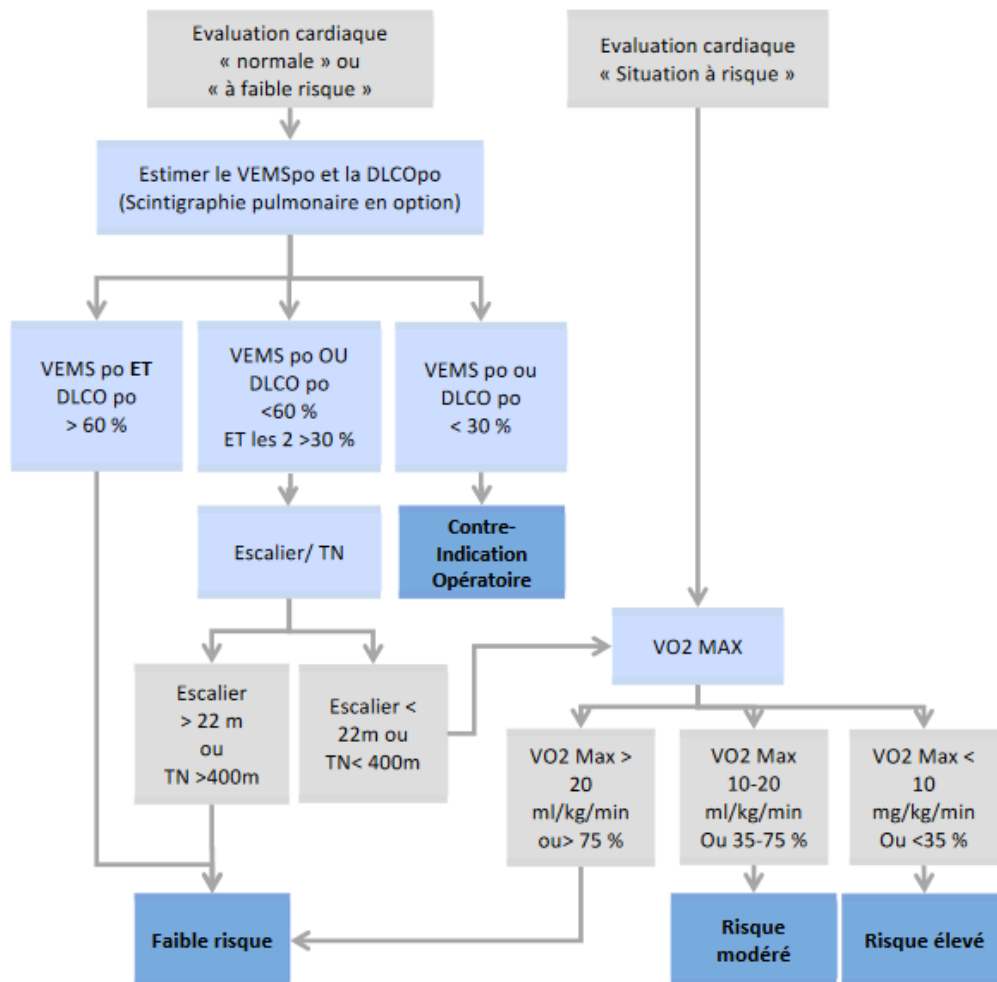 Evaluation cardiaque
« normale » ou
« à faible risque »
Evaluation cardiaque
« Situation à risque »
Estimer le VEMSpo et la DLCOpo
(Scintigraphie pulmonaire en option)
VEMS po ET
DLCO po
> 60 %
VEMS po OU
DLCO po
<60 %
ET les 2 >30 %
VEMS po ou
DLCO po
< 30 %
Escalier/ TN
Contre-
Indication
Opératoire
VO2 MAX
Escalier
> 22 m
ou
TN >400m
Escalier <
22m ou
TN< 400m
VO2 Max >
20
ml/kg/min
ou> 75 %
VO2 Max
10-20
ml/kg/min
Ou 35-75 %
VO2 Max <
10
mg/kg/min
Ou <35 %
Faible risque
Risque
modéré
Risque élevé